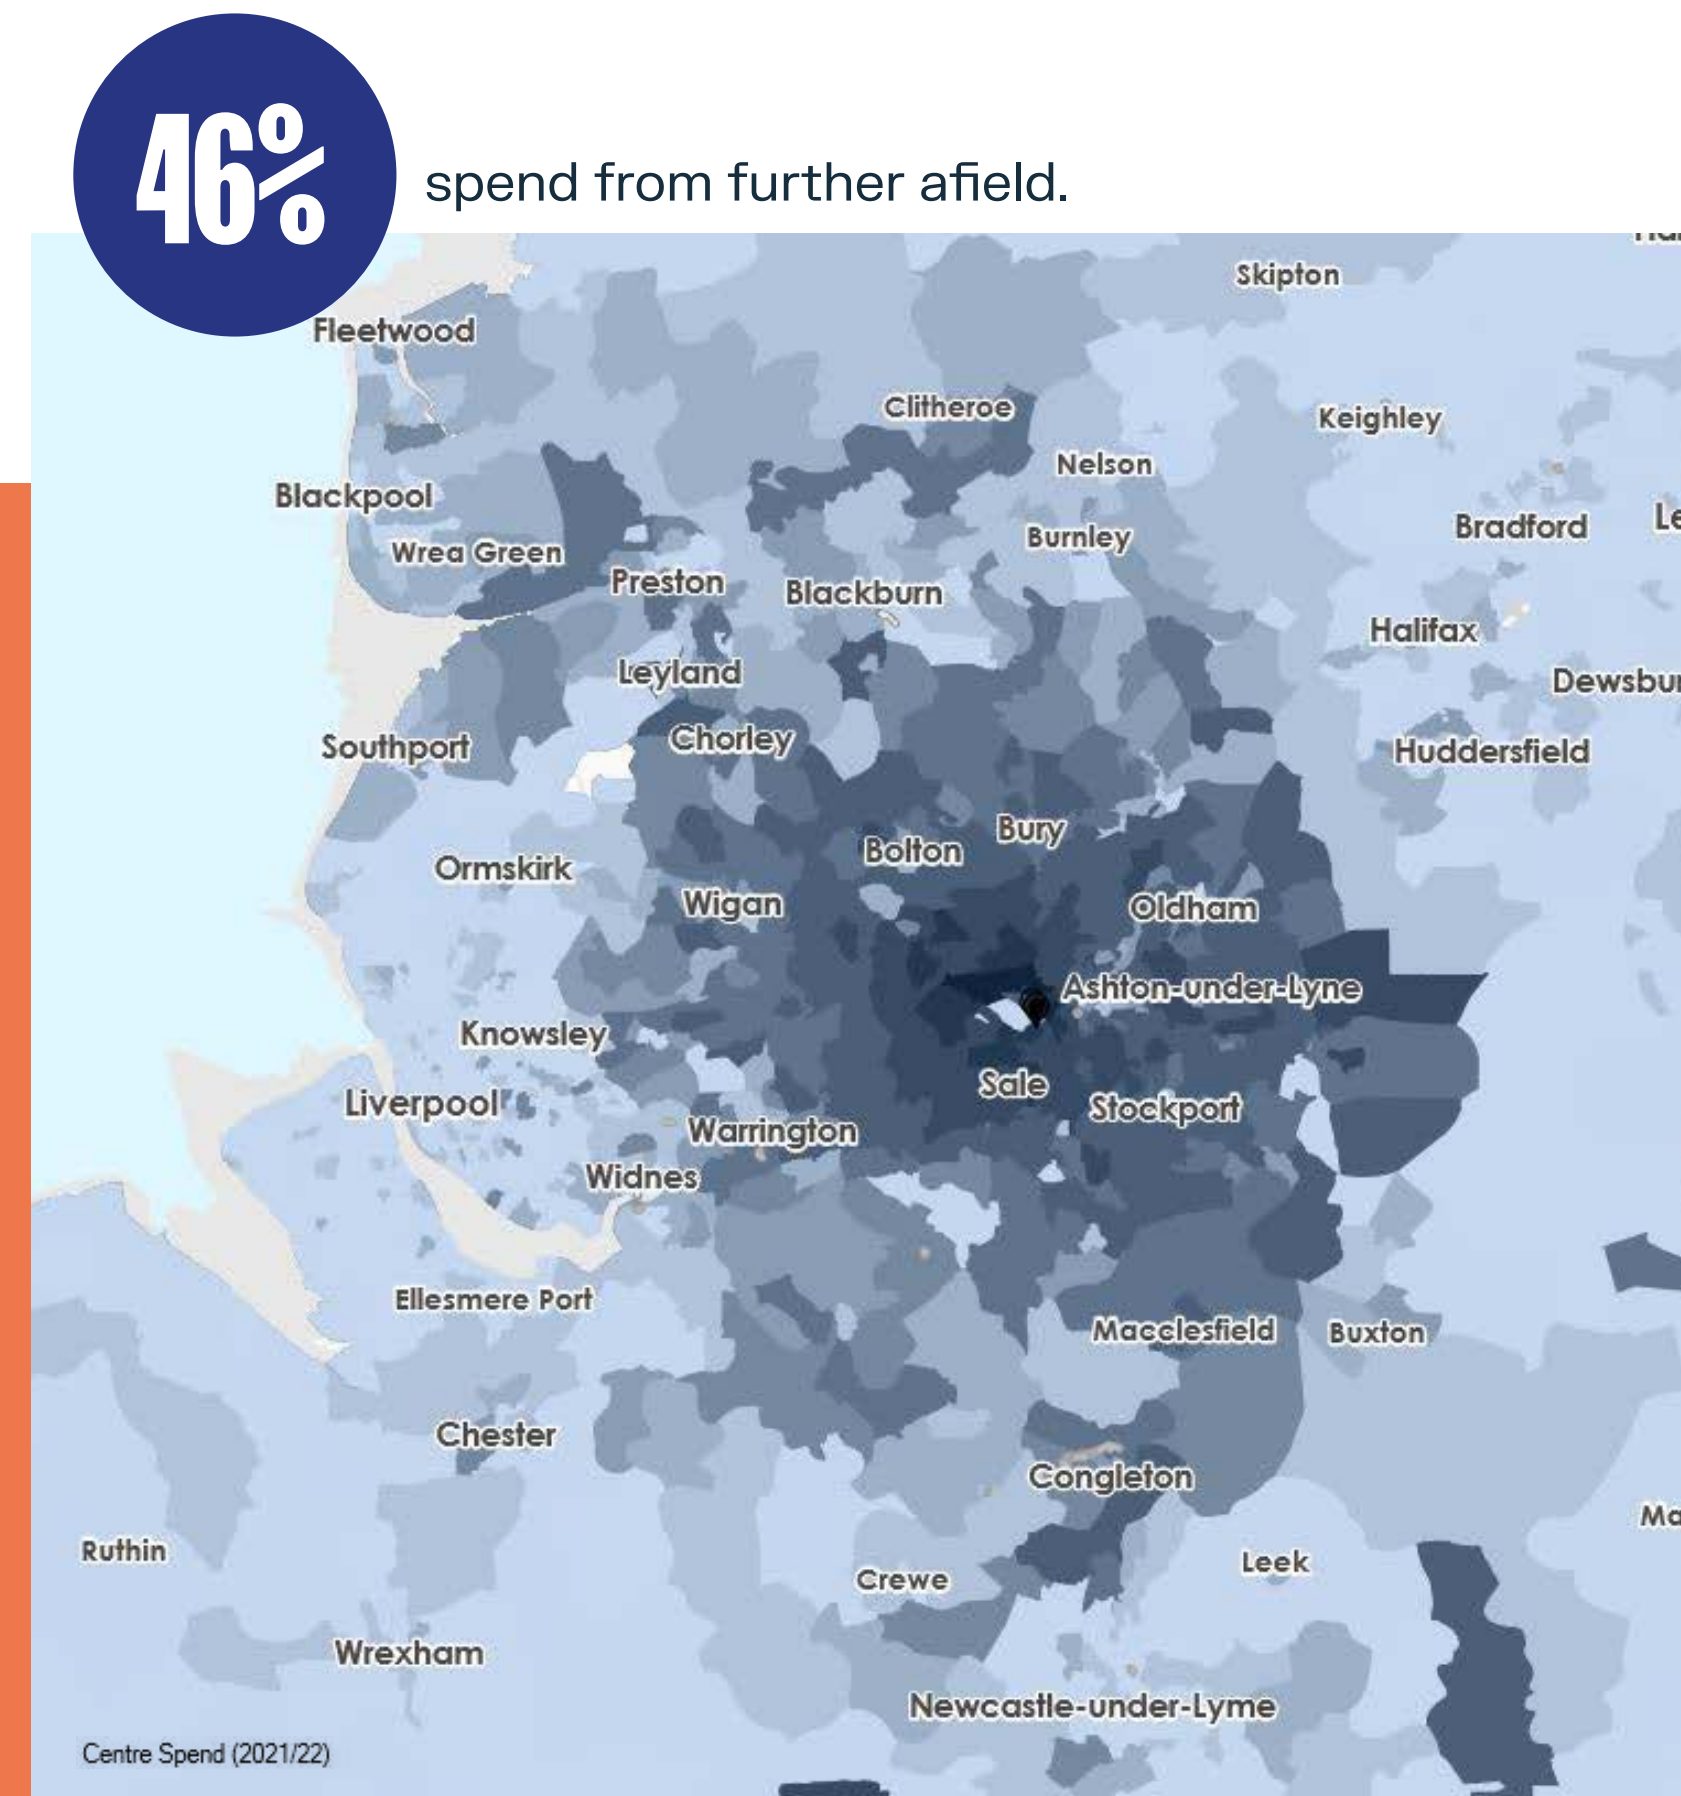 46%
spend from further afield.
Skipton
Fleetwood
Clitheroe
Keighley
Nelson
Blackpool
Bradford
Burnley
Wrea Green
Preston
Blackburn
Halifax
Leyland
Southport
Chorley
Huddersfield
Bury
Bolton
Ormskirk
Wigan
Oldham
Ashton-under-Lyne
Knowsley
Sale
Liverpool
Stockport
Warrington
Widnes
Ellesmere Port
Macclesfield
Buxton
Chester
Congleton
Ruthin
Leek
Crewe
Wrexham
Newcastle-under-Lyme
Centre Spend (2021/22)